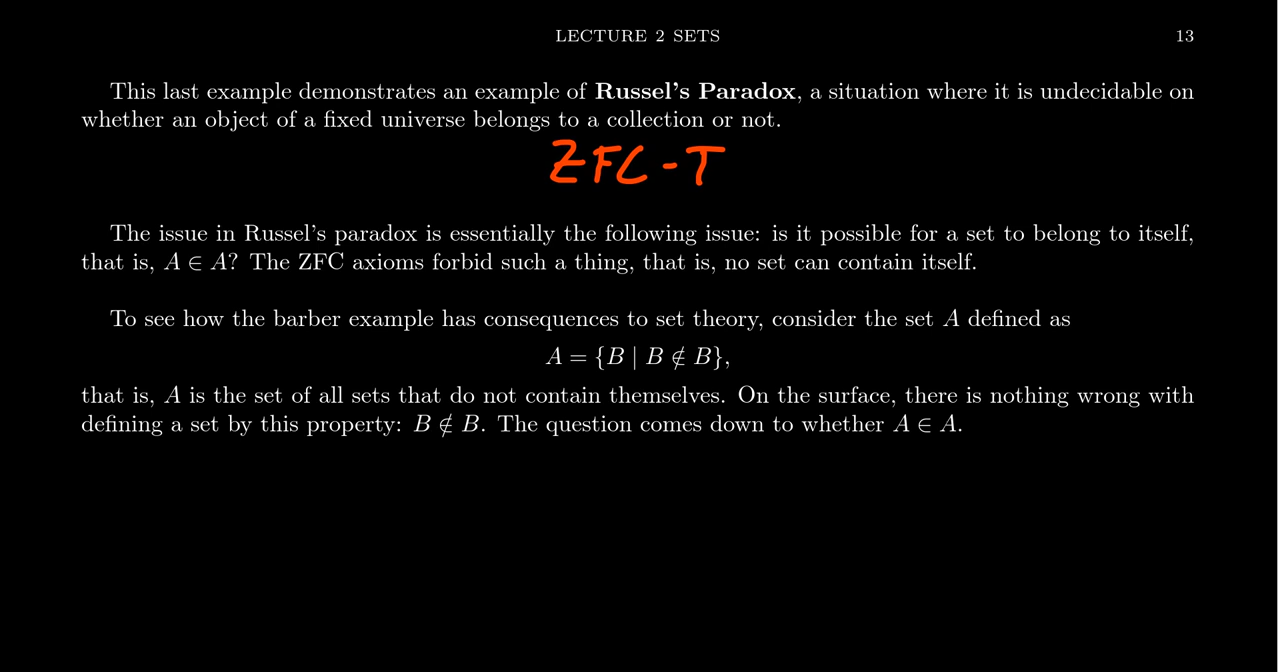 LECTURE 2 SETS 13
This last example demonstrates an example of Russel's Paradox, a situation where it is undecidable on
whether an object of a fixed universe belongs to a collection or not.
ZFC-T
The issue in Russel's paradox is essentially the following issue: is it possible for a set to belong to itself,
that is, A ∈ A? The ZFC axioms forbid such a thing, that is, no set can contain itself.
To see how the barber example has consequences to set theory, consider the set A defined as
A = {B | B ∉ B},
that is, A is the set of all sets that do not contain themselves. On the surface, there is nothing wrong with
defining a set by this property: B ∉ B. The question comes down to whether A ∈ A.